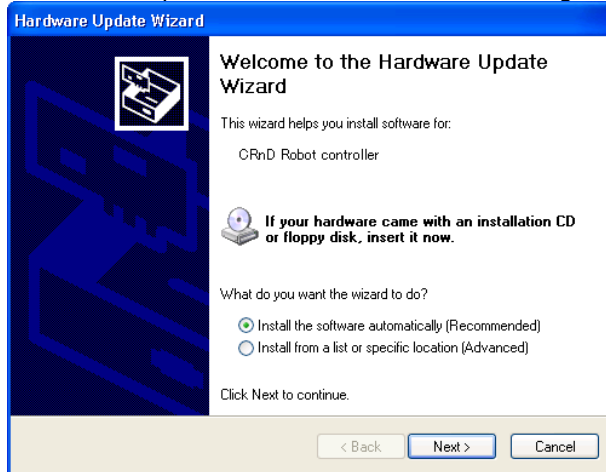 Hardware Update Wizard
Welcome to the Hardware Update
Wizard
This wizard helps you install software for:
CRnD Robot controller
If your hardware came with an installation CD
or floppy disk, insert it now.
What do you want the wizard to do?
Install the software automatically (Recommended)
Install from a list or specific location (Advanced)
Click Next to continue.
< Back Next > Cancel